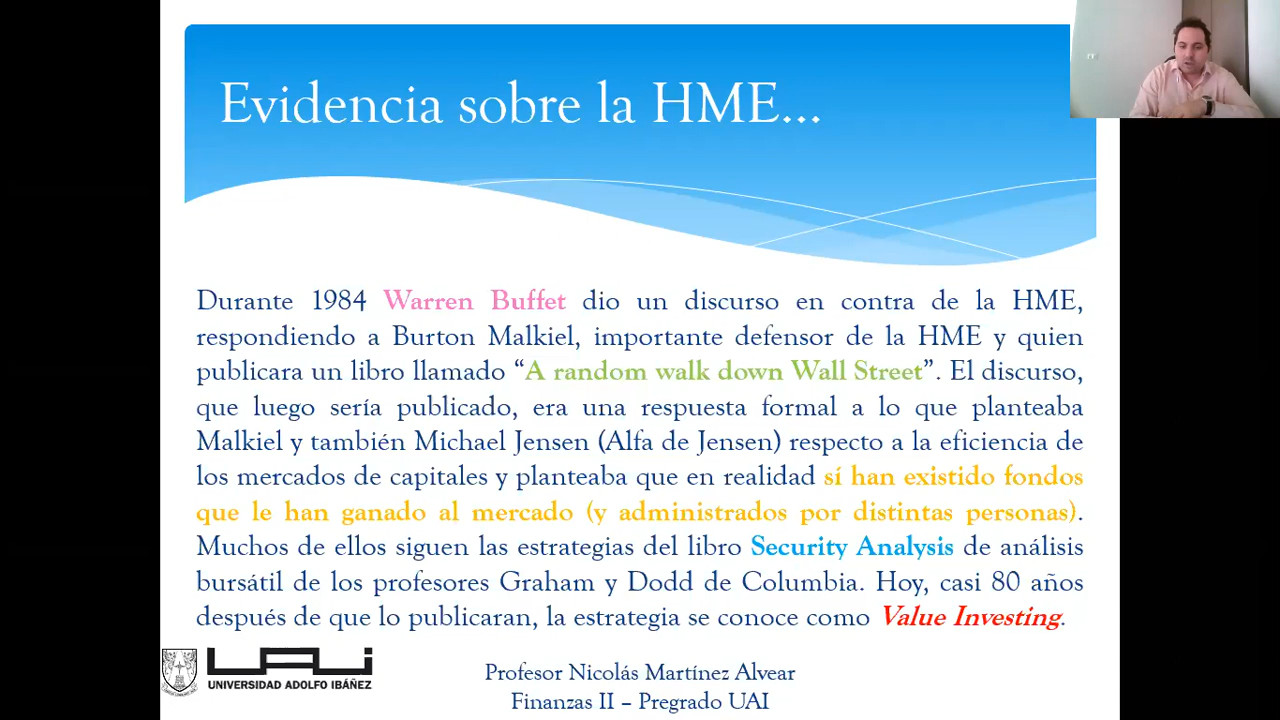 Evidencia sobre la HME...
Durante 1984 Warren Buffet dio un discurso en contra de la HME,
respondiendo a Burton Malkiel, importante defensor de la HME y quien
publicara un libro llamado “A random walk down Wall Street”. El discurso,
que luego sería publicado, era una respuesta formal a lo que planteaba
Malkiel y también Michael Jensen (Alfa de Jensen) respecto a la eficiencia de
los mercados de capitales y planteaba que en realidad sí han existido fondos
que le han ganado al mercado (y administrados por distintas personas).
Muchos de ellos siguen las estrategias del libro Security Analysis de análisis
bursátil de los profesores Graham y Dodd de Columbia. Hoy, casi 80 años
después de que lo publicaran, la estrategia se conoce como Value Investing.
UAI
UNIVERSIDAD ADOLFO IBÁÑEZ
Profesor Nicolás Martínez Alvear
Finanzas II – Pregrado UAI